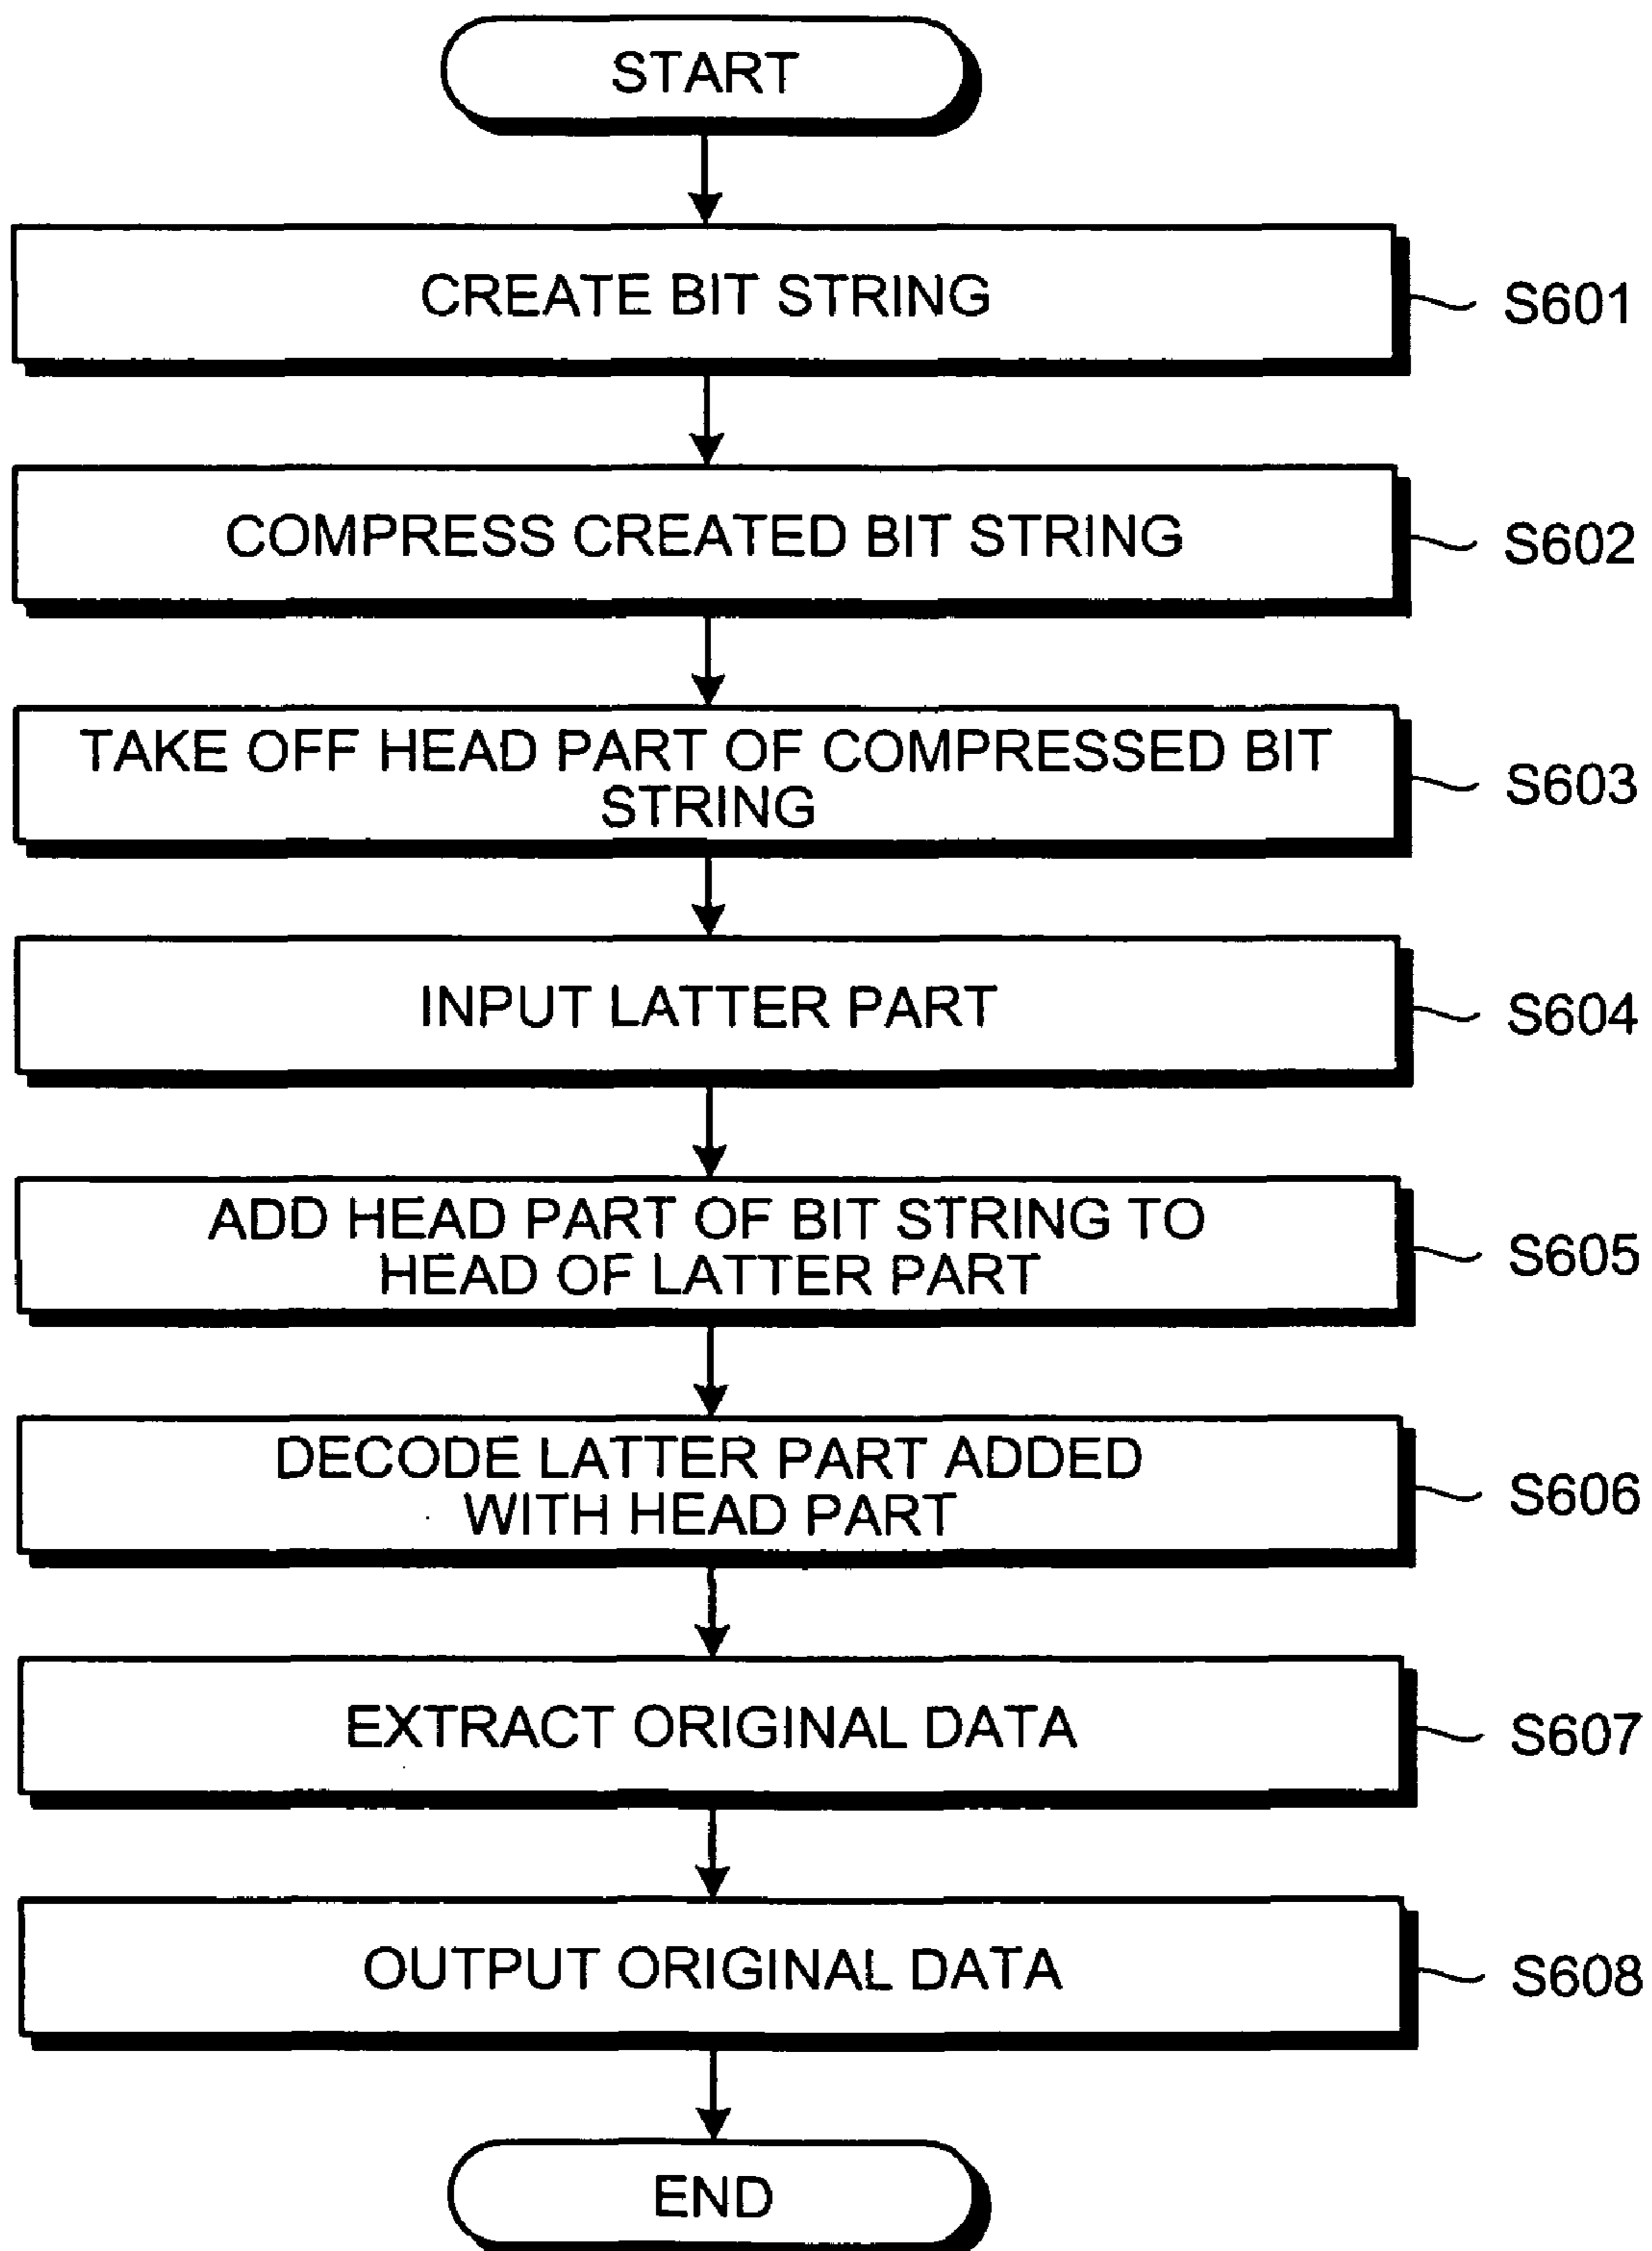 START
CREATE BIT STRING
S601
COMPRESS CREATED BIT STRING
S602
TAKE OFF HEAD PART OF COMPRESSED BIT
STRING
S603
INPUT LATTER PART
S604
ADD HEAD PART OF BIT STRING TO
HEAD OF LATTER PART
S605
DECODE LATTER PART ADDED
WITH HEAD PART
S606
EXTRACT ORIGINAL DATA
S607
OUTPUT ORIGINAL DATA
S608
END